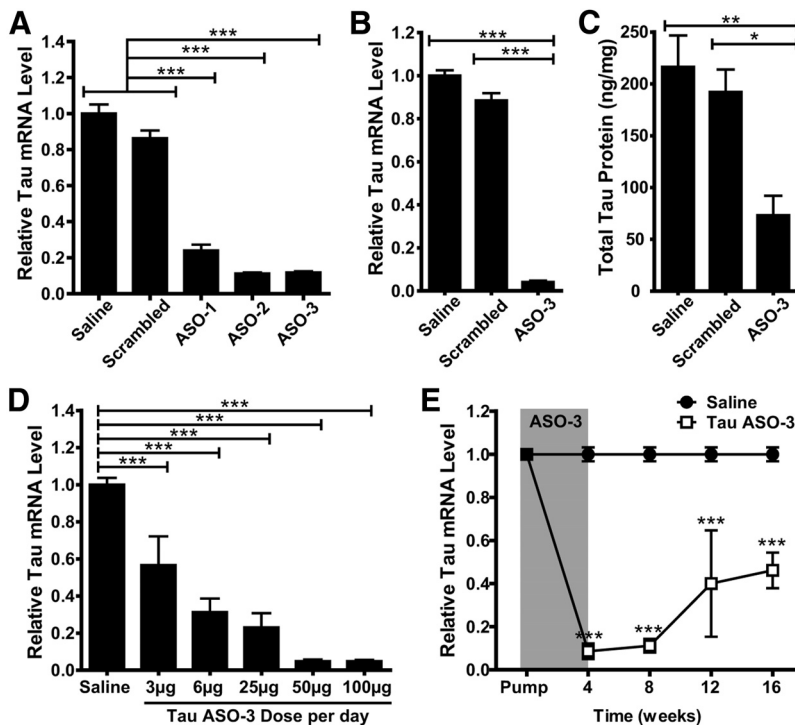 A
Relative Tau mRNA Level
1.4
1.2
1.0
0.8
0.6
0.4
0.2
0.0
***
***
***
Saline
Scrambled
ASO-1
ASO-2
ASO-3
B
Relative Tau mRNA Level
1.2
1.0
0.8
0.6
0.4
0.2
0.0
***
***
Saline
Scrambled
ASO-3
C
Total Tau Protein (ng/mg)
250
200
150
100
50
0
**
*
Saline
Scrambled
ASO-3
D
Relative Tau mRNA Level
1.4
1.2
1.0
0.8
0.6
0.4
0.2
0.0
***
***
***
***
***
Saline 3µg 6µg 25µg 50µg 100µg
Tau ASO-3 Dose per day
E
Relative Tau mRNA Level
1.2
1.0
0.8
0.6
0.4
0.2
0.0
ASO-3
Saline
Tau ASO-3
***
***
***
***
Pump 4 8 12 16
Time (weeks)